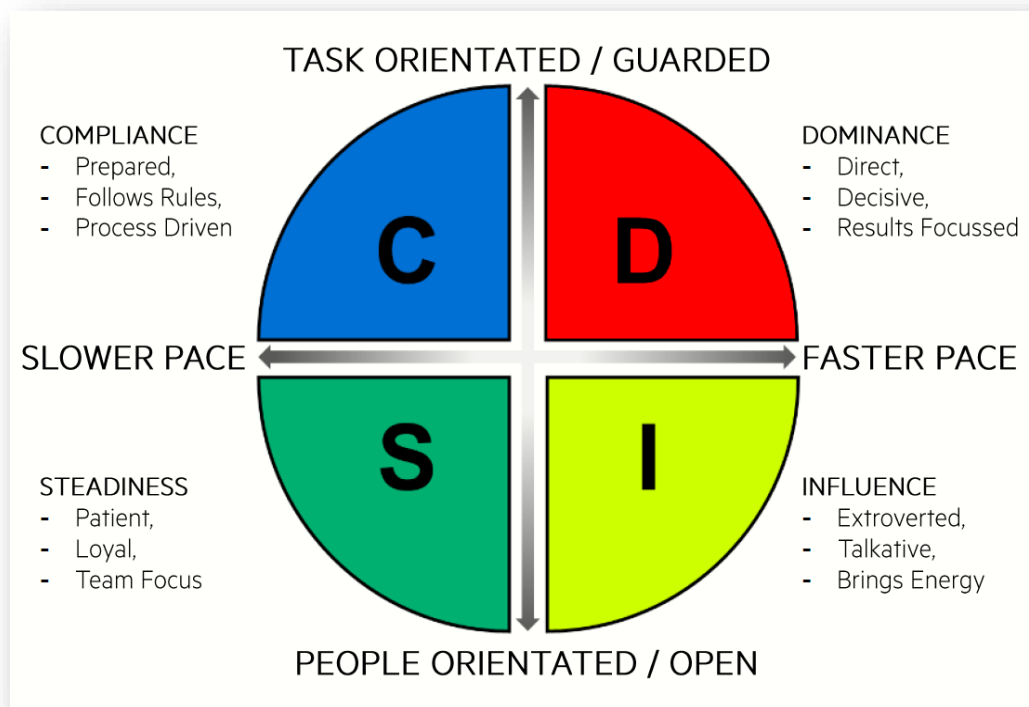 TASK ORIENTATED / GUARDED
COMPLIANCE
- Prepared,
- Follows Rules,
- Process Driven
DOMINANCE
- Direct,
- Decisive,
- Results Focussed
C
D
SLOWER PACE
FASTER PACE
S
I
STEADINESS
- Patient,
- Loyal,
- Team Focus
INFLUENCE
- Extroverted,
- Talkative,
- Brings Energy
PEOPLE ORIENTATED / OPEN